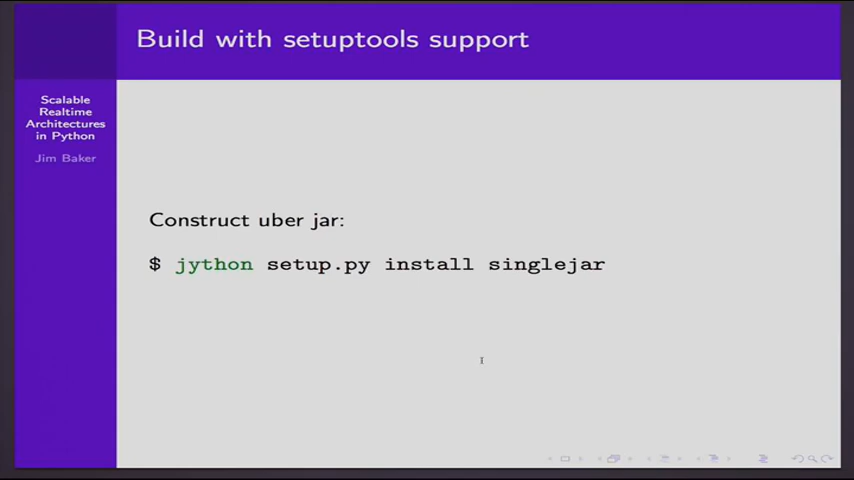 Build with setuptools support
Scalable
Realtime
Architectures
in Python
Jim Baker
Construct uber jar:
$ jython setup.py install singlejar